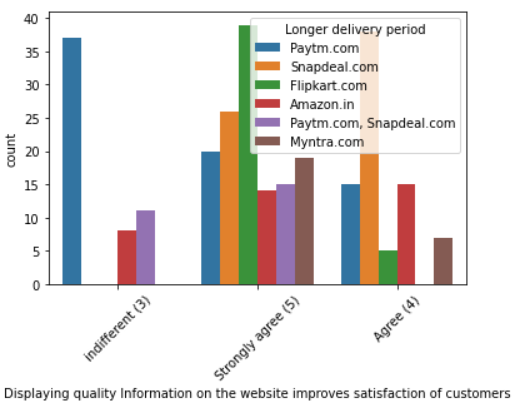 40
35
30
25
20
15
10
5
0
count
Longer delivery period
Paytm.com
Snapdeal.com
Flipkart.com
Amazon.in
Paytm.com, Snapdeal.com
Myntra.com
indifferent (3)
Strongly agree (5)
Agree (4)
Displaying quality Information on the website improves satisfaction of customers